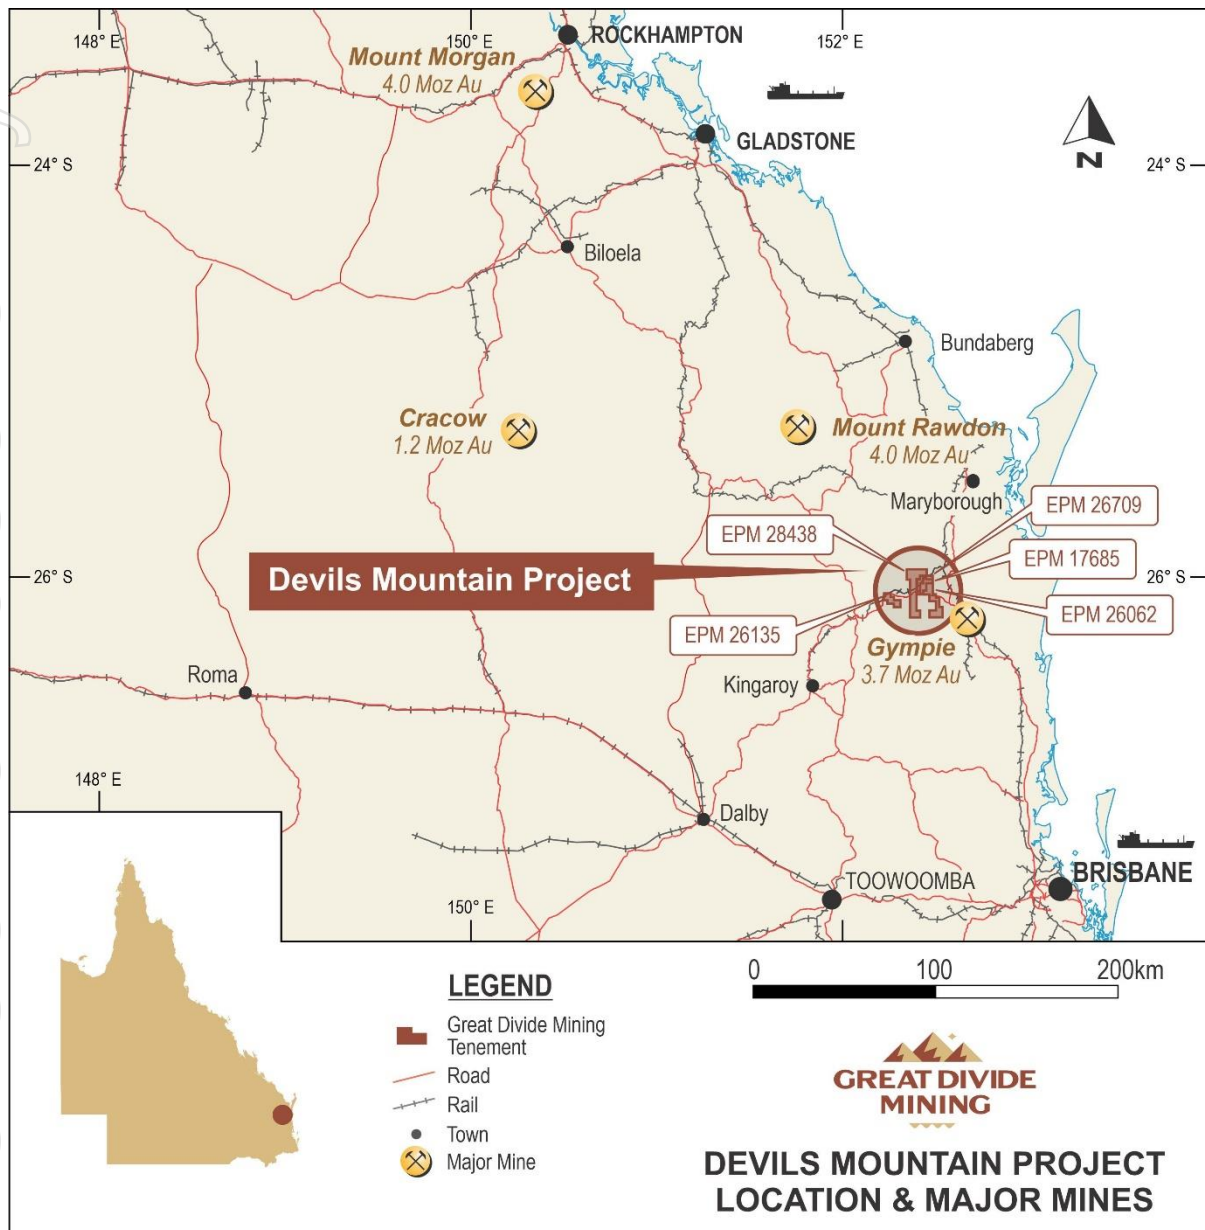 148° E
150° E
152° E
ROCKHAMPTON
Mount Morgan
4.0 Moz Au
GLADSTONE
N
24° S
24° S
Biloela
Bundaberg
Cracow
1.2 Moz Au
Mount Rawdon
4.0 Moz Au
Maryborough
EPM 26709
EPM 28438
EPM 17685
26° S
Devils Mountain Project
26° S
EPM 26062
EPM 26135
Gympie
3.7 Moz Au
Roma
Kingaroy
148° E
Dalby
TOOWOOMBA
BRISBANE
150° E
0 100 200km
LEGEND
Great Divide Mining
Tenement
Road
Rail
Town
Major Mine
GREAT DIVIDE
MINING
DEVILS MOUNTAIN PROJECT
LOCATION & MAJOR MINES